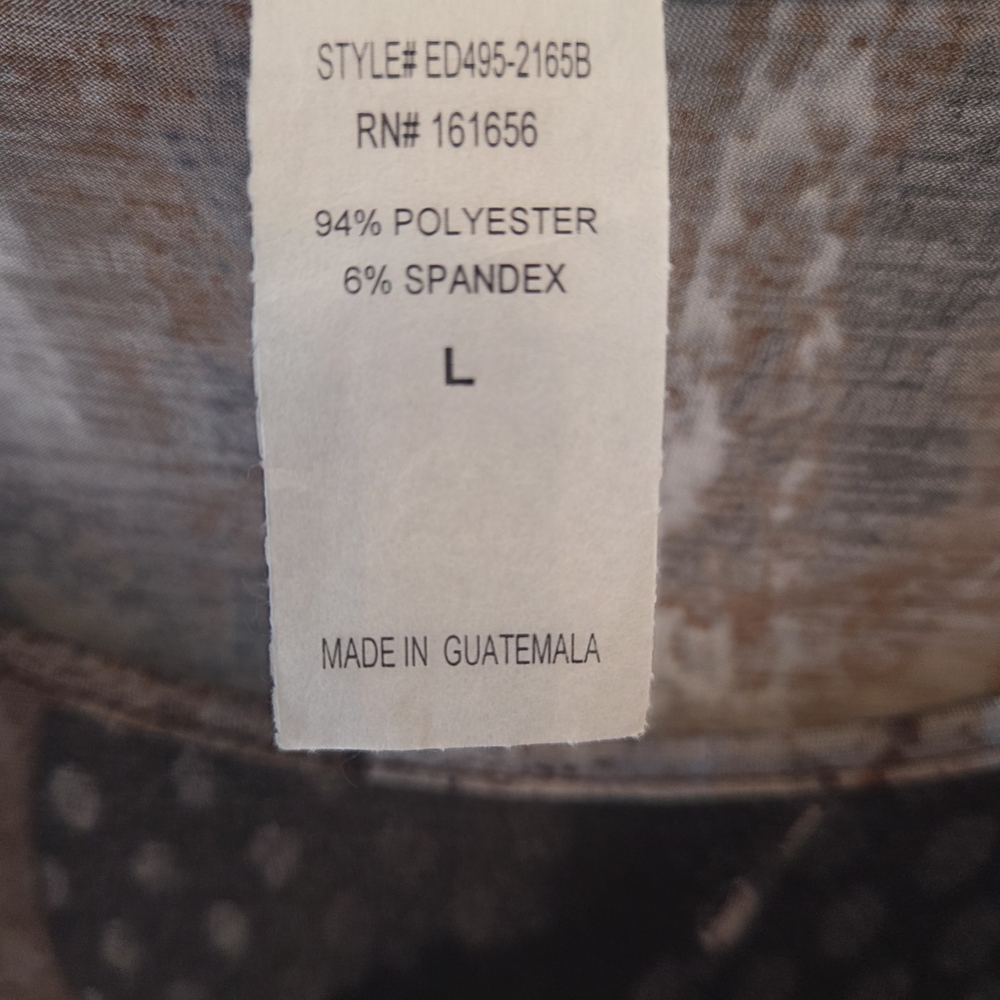 STYLE# ED495-2165B
RN# 161656
94% POLYESTER
6% SPANDEX
L
MADE IN GUATEMALA